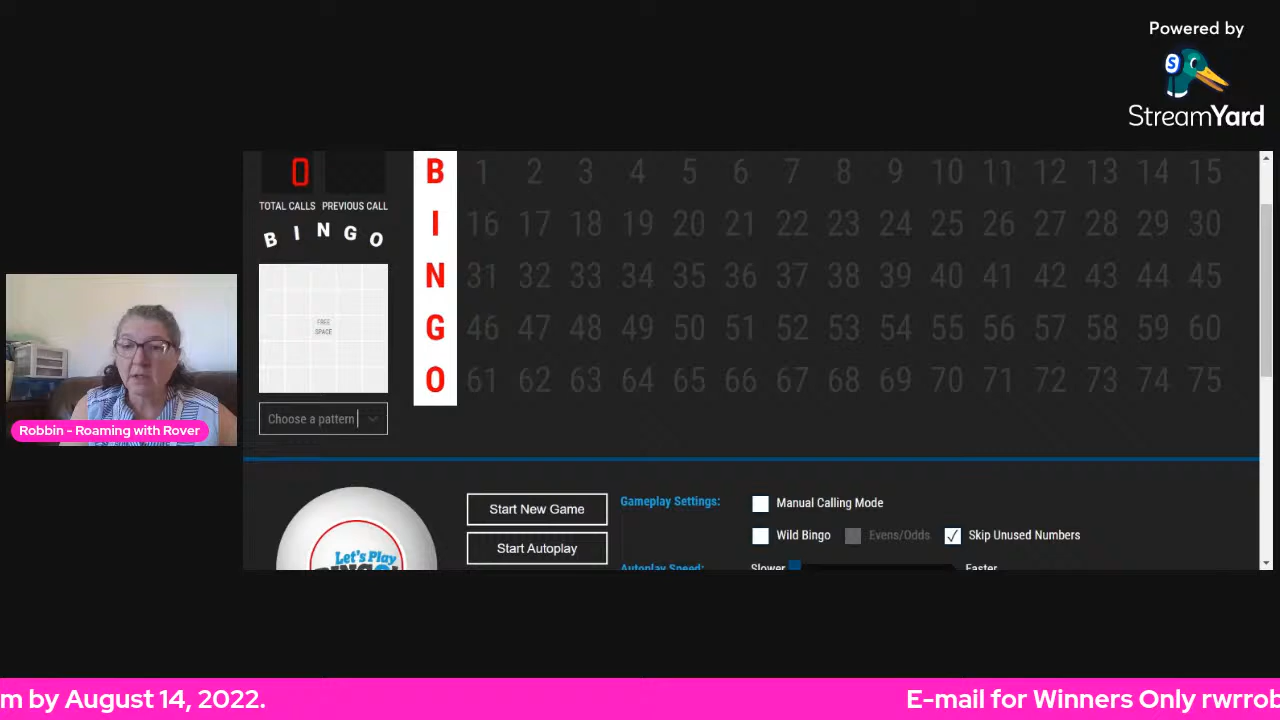 Powered by
StreamYard
0
TOTAL CALLS PREVIOUS CALL
B I N G O
FREE
SPACE
Choose a pattern
B 1 2 3 4 5 6 7 8 9 10 11 12 13 14 15
I 16 17 18 19 20 21 22 23 24 25 26 27 28 29 30
N 31 32 33 34 35 36 37 38 39 40 41 42 43 44 45
G 46 47 48 49 50 51 52 53 54 55 56 57 58 59 60
O 61 62 63 64 65 66 67 68 69 70 71 72 73 74 75
Robbin - Roaming with Rover
Let's Play
BINGO!
Start New Game
Start Autoplay
Gameplay Settings:
Manual Calling Mode
Wild Bingo Evens/Odds Skip Unused Numbers
Autoplay Speed: Slower Faster
m by August 14, 2022. E-mail for Winners Only rwrrob